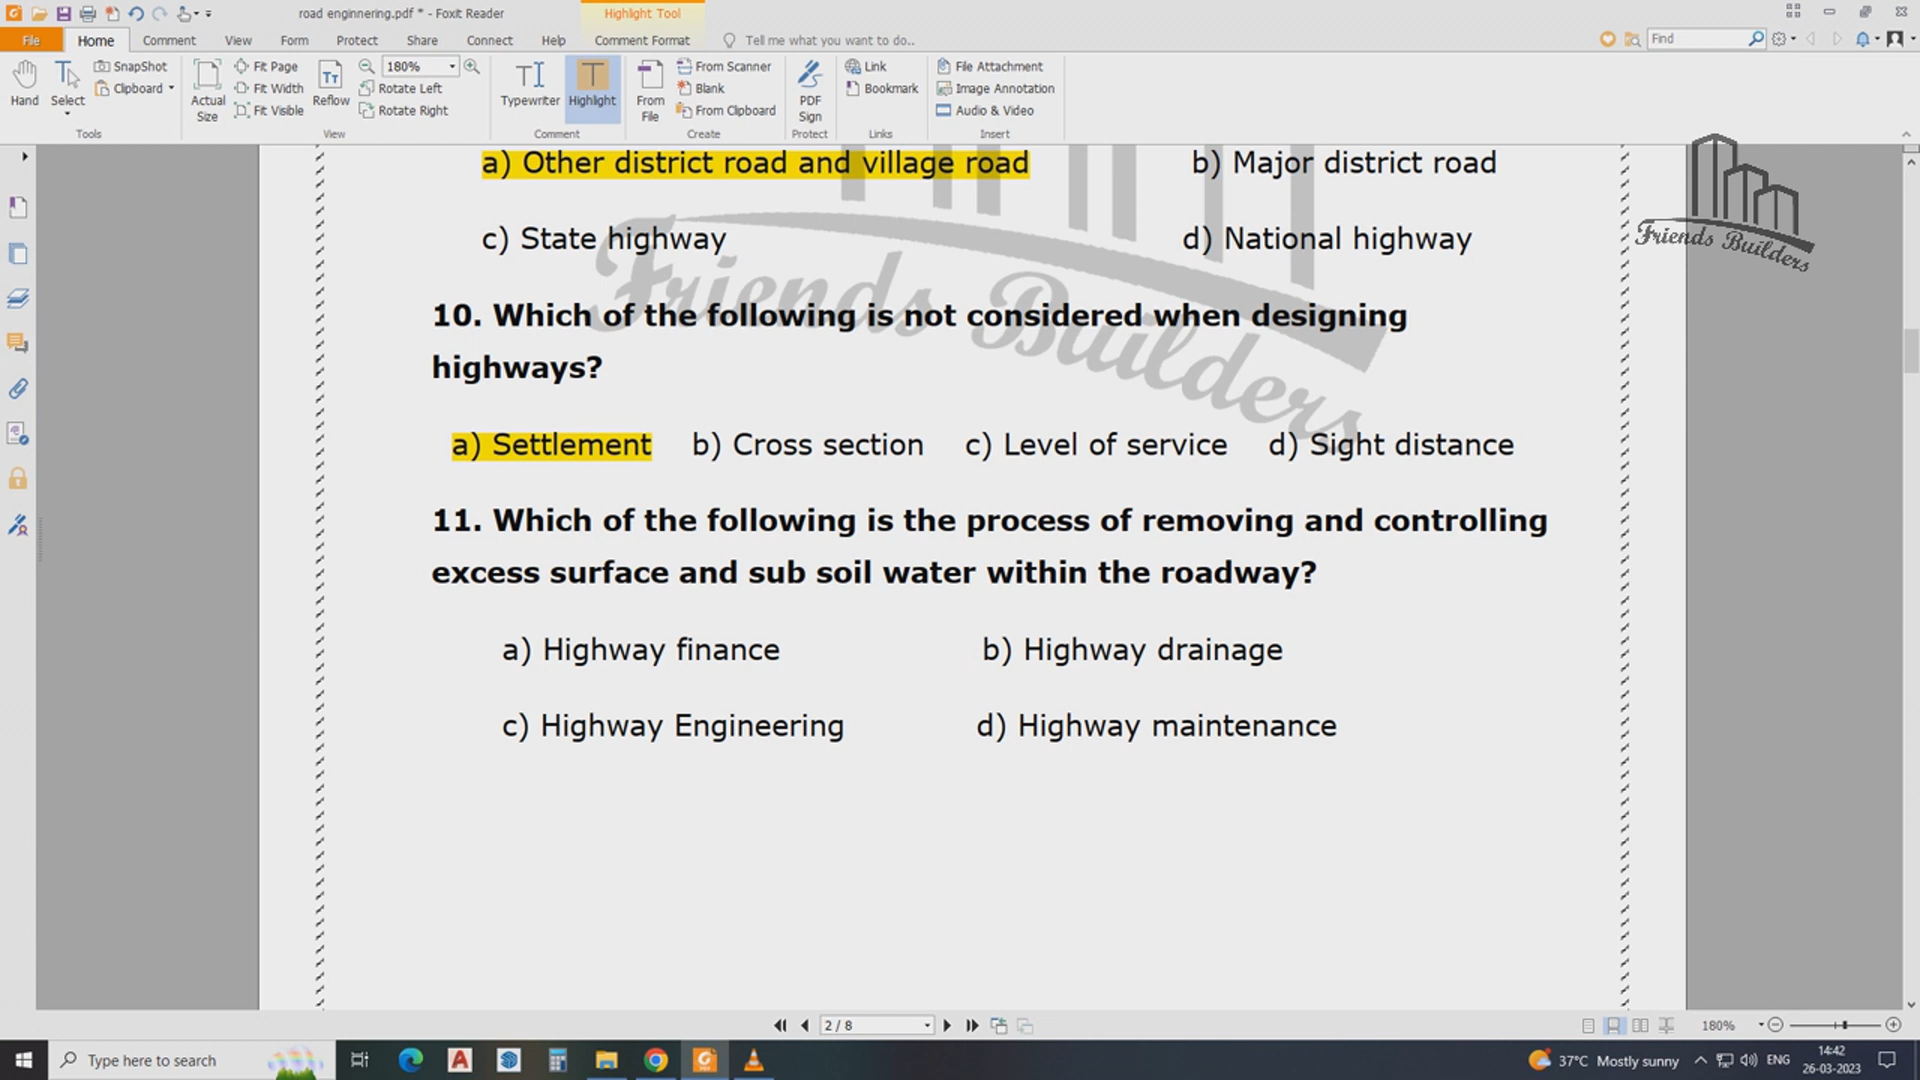 road enginnering.pdf * - Foxit Reader
Highlight Tool
File Home Comment View Form Protect Share Connect Help Comment Format Tell me what you want to do.. Find
Hand
Select
SnapShot
Clipboard
Tools
Actual Size
Fit Page
Fit Width
Fit Visible
Reflow
180%
Rotate Left
Rotate Right
View
Typewriter
Highlight
Comment
From File
From Scanner
Blank
From Clipboard
Create
PDF Sign
Protect
Link
Bookmark
Links
File Attachment
Image Annotation
Audio & Video
Insert
Friends Builders
Friends Builders
a) Other district road and village road b) Major district road
c) State highway d) National highway
10. Which of the following is not considered when designing
highways?
a) Settlement b) Cross section c) Level of service d) Sight distance
11. Which of the following is the process of removing and controlling
excess surface and sub soil water within the roadway?
a) Highway finance b) Highway drainage
c) Highway Engineering d) Highway maintenance
2 / 8
180%
Type here to search
37°C Mostly sunny
ENG
14:42
26-03-2023